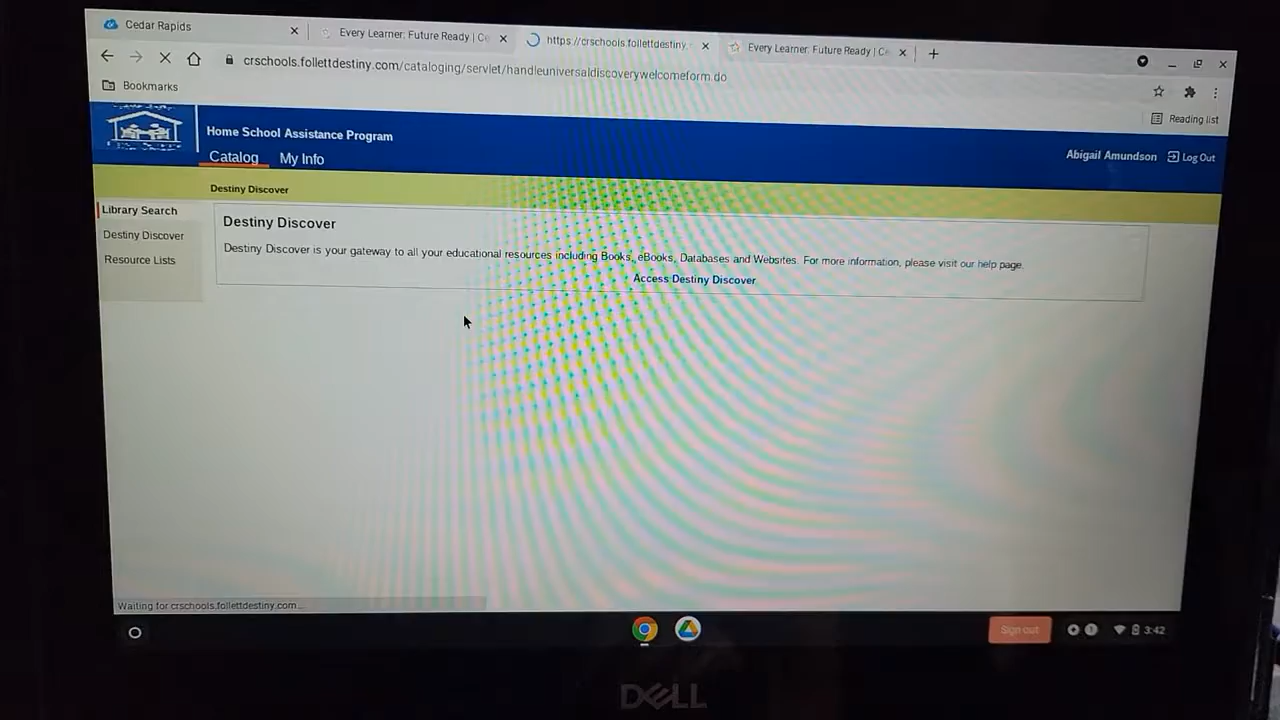 Cedar Rapids
Every Learner: Future Ready | Ce
https://crschools.follettdestiny.
Every Learner: Future Ready | Ce
crschools.follettdestiny.com/cataloging/servlet/handleuniversaldiscoverywelcomeform.do
Bookmarks
Reading list
Home School Assistance Program
Catalog My Info
Abigail Amundson Log Out
Destiny Discover
Library Search
Destiny Discover
Resource Lists
Destiny Discover
Destiny Discover is your gateway to all your educational resources including Books, eBooks, Databases and Websites. For more information, please visit our help page.
Access Destiny Discover
Waiting for crschools.follettdestiny.com...
Sign out
1
3:42
DELL